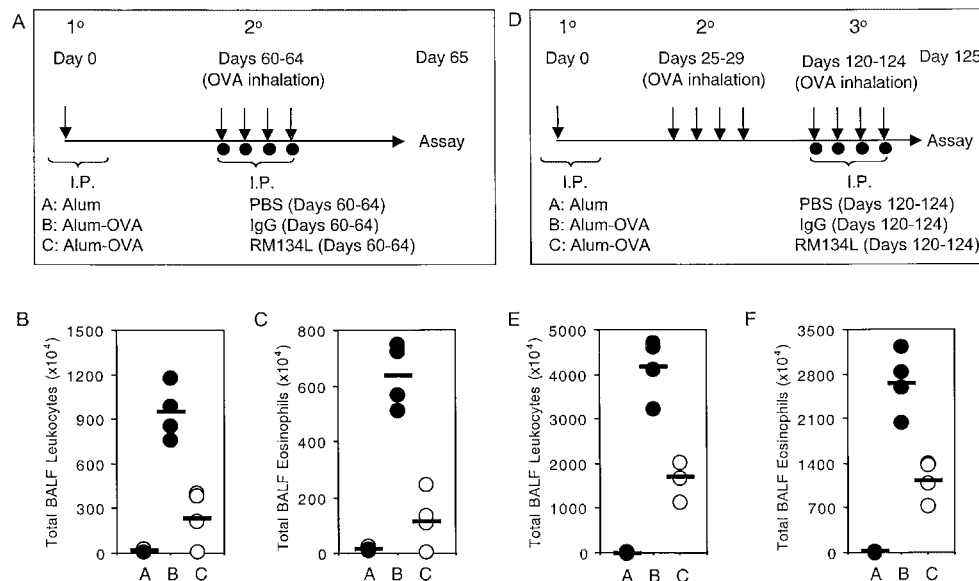 A
1°
2°
Day 0
Days 60-64
(OVA inhalation)
Day 65
Assay
I.P.
I.P.
A: Alum
PBS (Days 60-64)
B: Alum-OVA
IgG (Days 60-64)
C: Alum-OVA
RM134L (Days 60-64)
D
1°
2°
3°
Day 0
Days 25-29
(OVA inhalation)
Days 120-124
(OVA inhalation)
Day 125
Assay
I.P.
I.P.
A: Alum
PBS (Days 120-124)
B: Alum-OVA
IgG (Days 120-124)
C: Alum-OVA
RM134L (Days 120-124)
B
Total BALF Leukocytes (x10⁴)
1500
1200
900
600
300
0
A B C
C
Total BALF Eosinophils (x10⁴)
800
600
400
200
0
A B C
E
Total BALF Leukocytes (x10⁴)
5000
4000
3000
2000
1000
0
A B C
F
Total BALF Eosinophils (x10⁴)
3500
2800
2100
1400
700
0
A B C